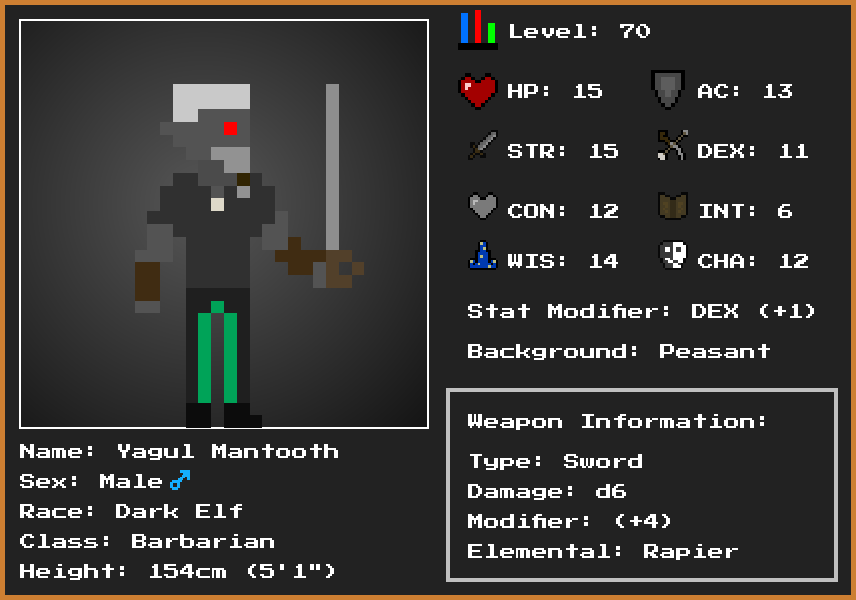 Level: 70
HP: 15 AC: 13
STR: 15 DEX: 11
CON: 12 INT: 6
WIS: 14 CHA: 12
Stat Modifier: DEX (+1)
Background: Peasant
Weapon Information:
Type: Sword
Damage: d6
Modifier: (+4)
Elemental: Rapier
Name: Yagul Mantooth
Sex: Male ♂
Race: Dark Elf
Class: Barbarian
Height: 154cm (5'1")